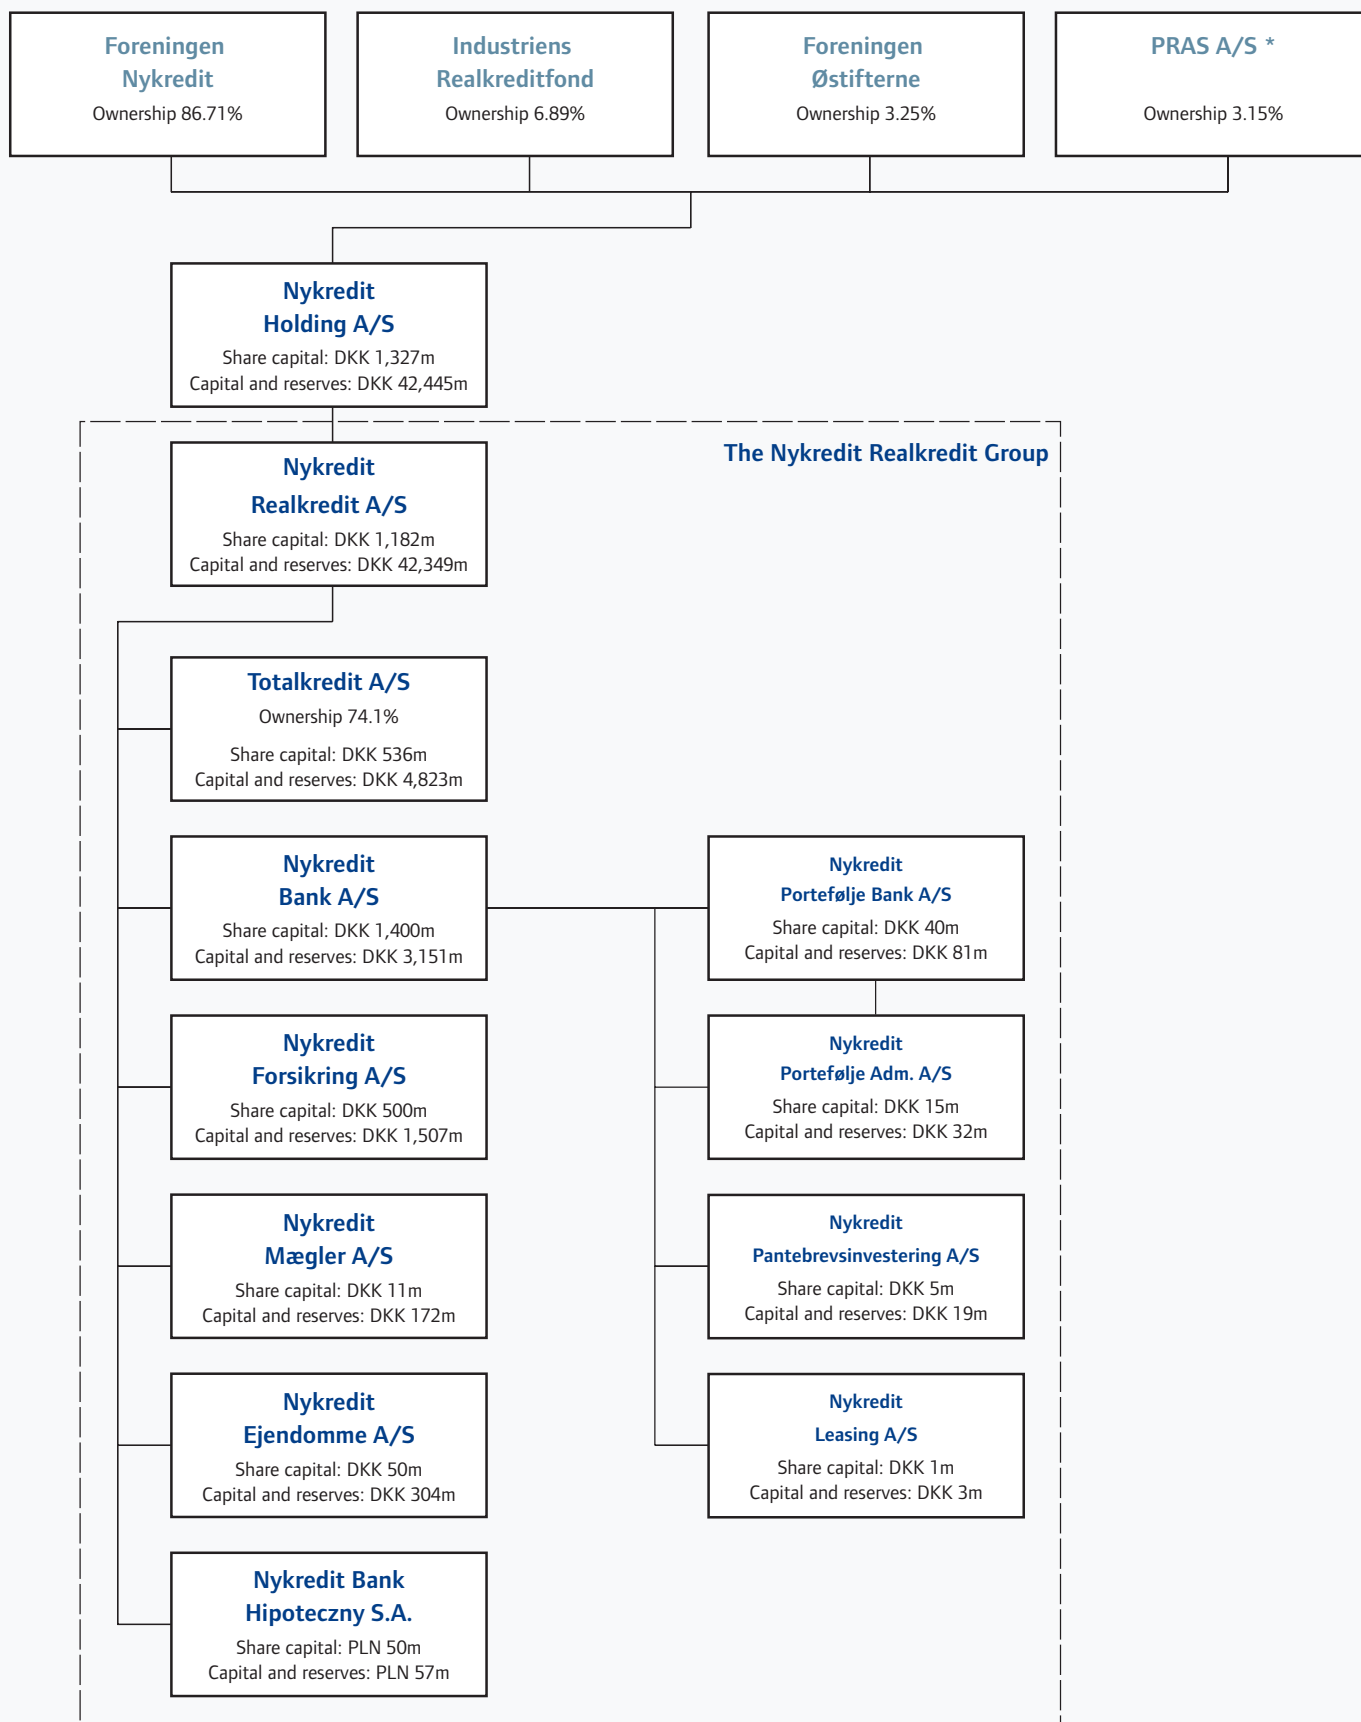 Foreningen
Nykredit
Ownership 86.71%
Industriens
Realkreditfond
Ownership 6.89%
Foreningen
Østifterne
Ownership 3.25%
PRAS A/S *
Ownership 3.15%
Nykredit
Holding A/S
Share capital: DKK 1,327m
Capital and reserves: DKK 42,445m
The Nykredit Realkredit Group
Nykredit
Realkredit A/S
Share capital: DKK 1,182m
Capital and reserves: DKK 42,349m
Totalkredit A/S
Ownership 74.1%
Share capital: DKK 536m
Capital and reserves: DKK 4,823m
Nykredit
Bank A/S
Share capital: DKK 1,400m
Capital and reserves: DKK 3,151m
Nykredit
Portefølje Bank A/S
Share capital: DKK 40m
Capital and reserves: DKK 81m
Nykredit
Forsikring A/S
Share capital: DKK 500m
Capital and reserves: DKK 1,507m
Nykredit
Portefølje Adm. A/S
Share capital: DKK 15m
Capital and reserves: DKK 32m
Nykredit
Mægler A/S
Share capital: DKK 11m
Capital and reserves: DKK 172m
Nykredit
Pantebrevsinvestering A/S
Share capital: DKK 5m
Capital and reserves: DKK 19m
Nykredit
Ejendomme A/S
Share capital: DKK 50m
Capital and reserves: DKK 304m
Nykredit
Leasing A/S
Share capital: DKK 1m
Capital and reserves: DKK 3m
Nykredit Bank
Hipoteczny S.A.
Share capital: PLN 50m
Capital and reserves: PLN 57m